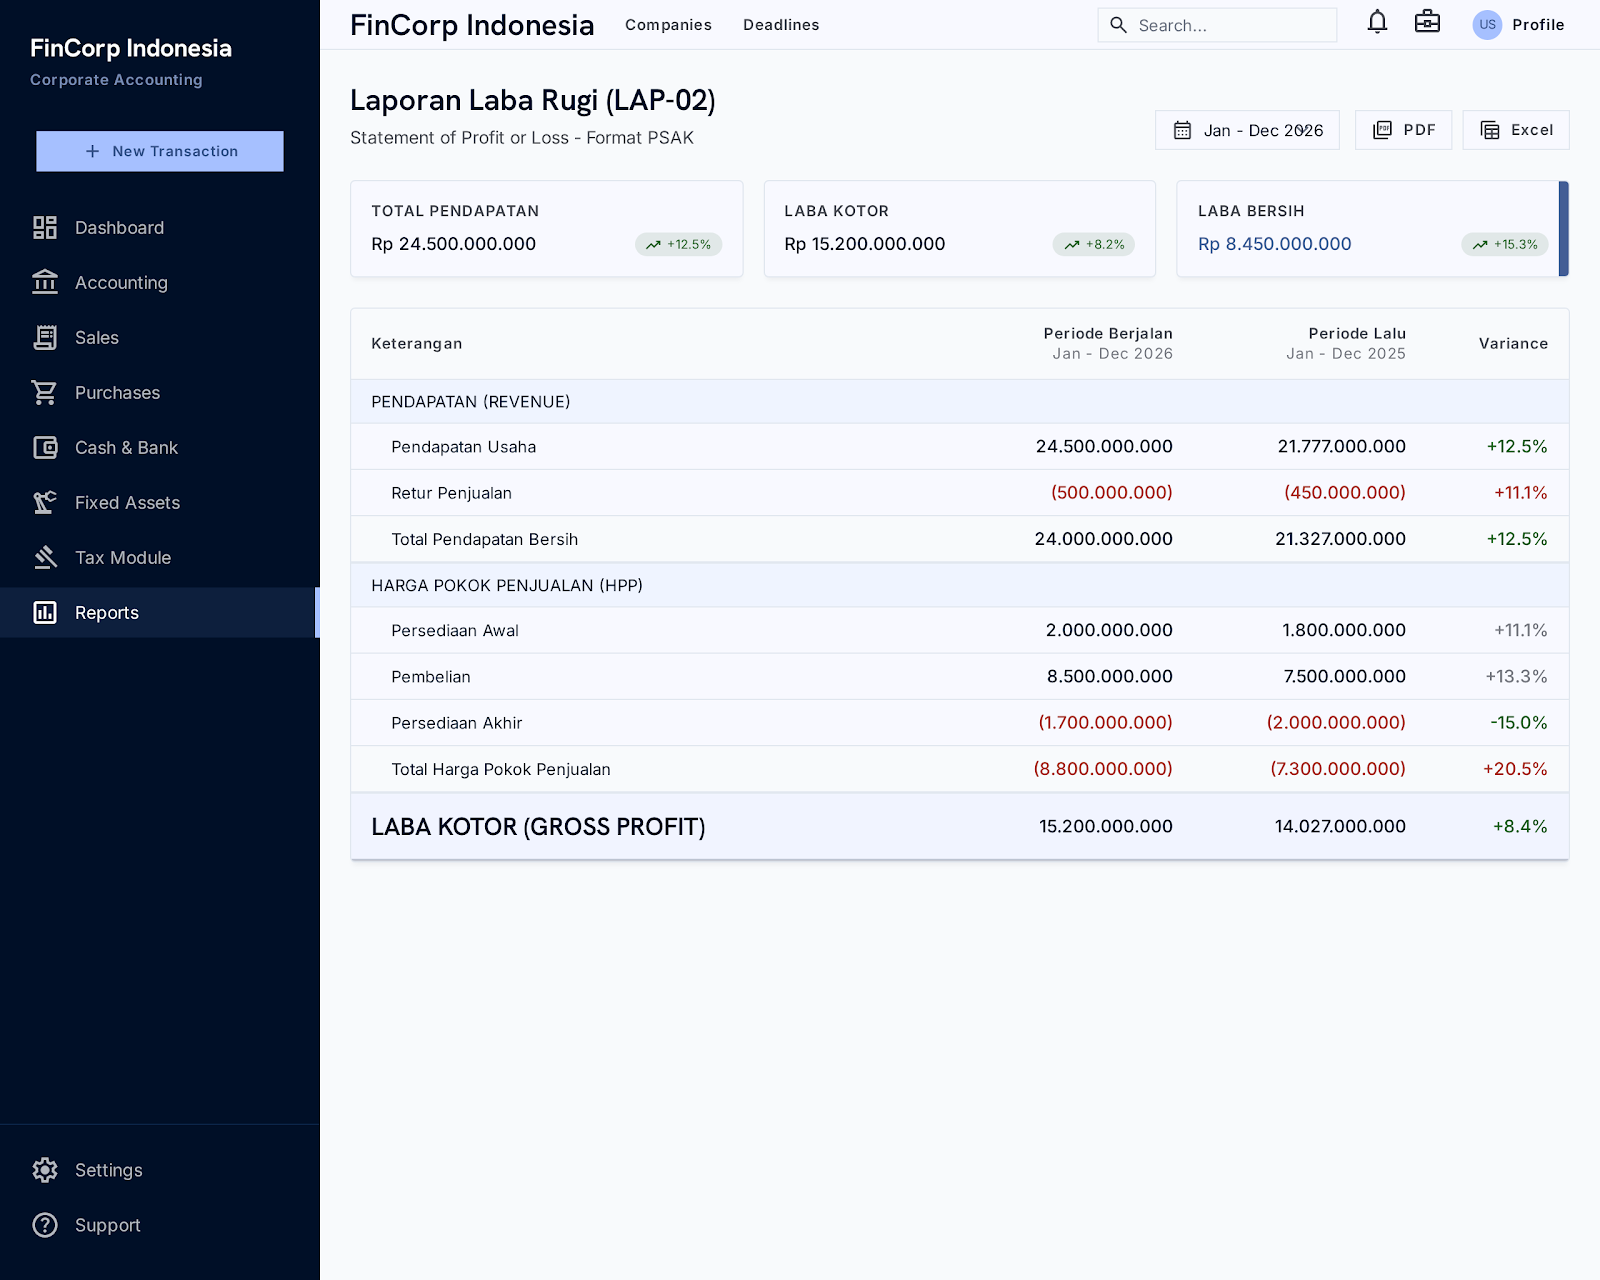 FinCorp Indonesia
Corporate Accounting
New Transaction
Dashboard
Accounting
Sales
Purchases
Cash & Bank
Fixed Assets
Tax Module
Reports
Settings
Support
FinCorp Indonesia
Companies
Deadlines
Search...
US
Profile
Laporan Laba Rugi (LAP-02)
Statement of Profit or Loss - Format PSAK
Jan - Dec 2026
PDF
Excel
TOTAL PENDAPATAN
Rp 24.500.000.000
+12.5%
LABA KOTOR
Rp 15.200.000.000
+8.2%
LABA BERSIH
Rp 8.450.000.000
+15.3%
Keterangan
Periode Berjalan
Jan - Dec 2026
Periode Lalu
Jan - Dec 2025
Variance
PENDAPATAN (REVENUE)
Pendapatan Usaha 24.500.000.000 21.777.000.000 +12.5%
Retur Penjualan (500.000.000) (450.000.000) +11.1%
Total Pendapatan Bersih 24.000.000.000 21.327.000.000 +12.5%
HARGA POKOK PENJUALAN (HPP)
Persediaan Awal 2.000.000.000 1.800.000.000 +11.1%
Pembelian 8.500.000.000 7.500.000.000 +13.3%
Persediaan Akhir (1.700.000.000) (2.000.000.000) -15.0%
Total Harga Pokok Penjualan (8.800.000.000) (7.300.000.000) +20.5%
LABA KOTOR (GROSS PROFIT) 15.200.000.000 14.027.000.000 +8.4%